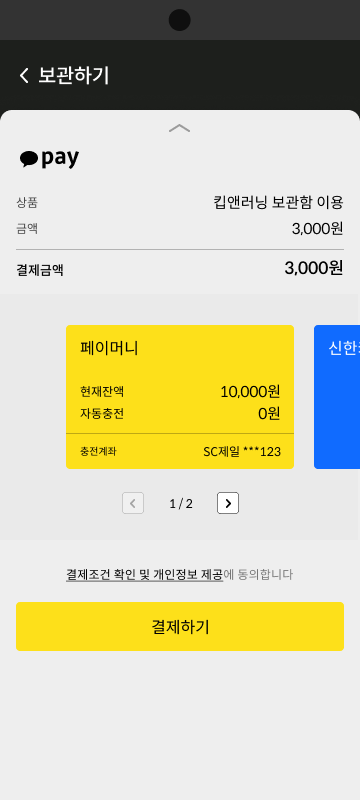 보관하기
pay
상품 킵앤러닝 보관함 이용
금액 3,000원
결제금액 3,000원
페이머니
현재잔액 10,000원
자동충전 0원
충전계좌 SC제일 ***123
신한
1 / 2
결제조건 확인 및 개인정보 제공에 동의합니다
결제하기